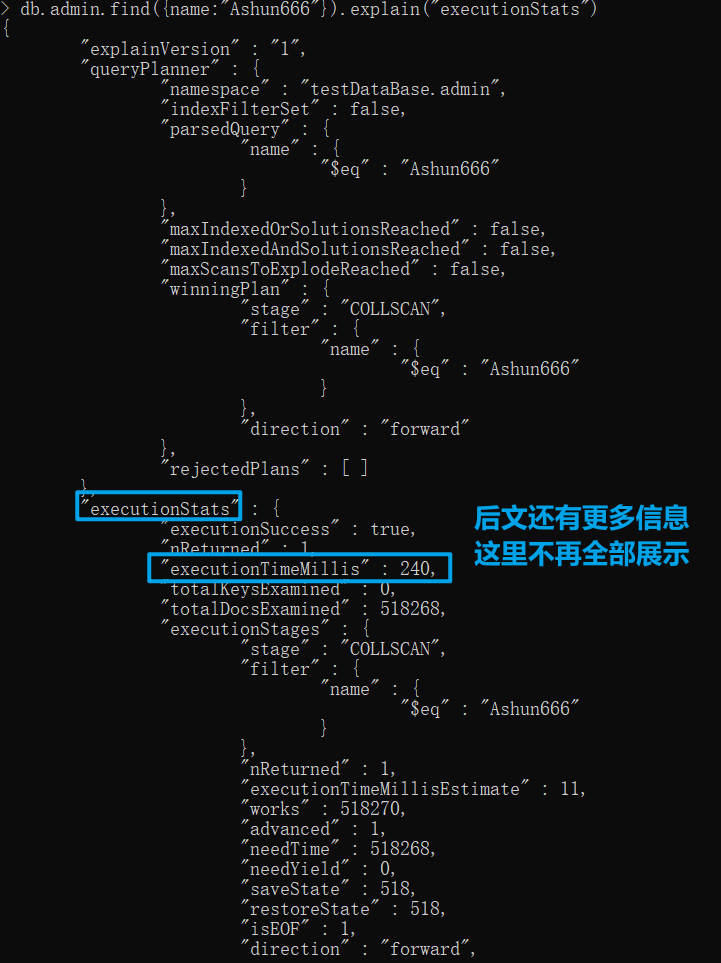 > db.admin.find({name:"Ashun666"}).explain("executionStats")
{
"explainVersion" : "1",
"queryPlanner" : {
"namespace" : "testDataBase.admin",
"indexFilterSet" : false,
"parsedQuery" : {
"name" : {
"$eq" : "Ashun666"
}
},
"maxIndexedOrSolutionsReached" : false,
"maxIndexedAndSolutionsReached" : false,
"maxScansToExplodeReached" : false,
"winningPlan" : {
"stage" : "COLLSCAN",
"filter" : {
"name" : {
"$eq" : "Ashun666"
}
},
"direction" : "forward"
},
"rejectedPlans" : [ ]
},
"executionStats" : {
"executionSuccess" : true,
"nReturned" : 1,
"executionTimeMillis" : 240,
"totalKeysExamined" : 0,
"totalDocsExamined" : 518268,
"executionStages" : {
"stage" : "COLLSCAN",
"filter" : {
"name" : {
"$eq" : "Ashun666"
}
},
"nReturned" : 1,
"executionTimeMillisEstimate" : 11,
"works" : 518270,
"advanced" : 1,
"needTime" : 518268,
"needYield" : 0,
"saveState" : 518,
"restoreState" : 518,
"isEOF" : 1,
"direction" : "forward",
后文还有更多信息
这里不再全部展示